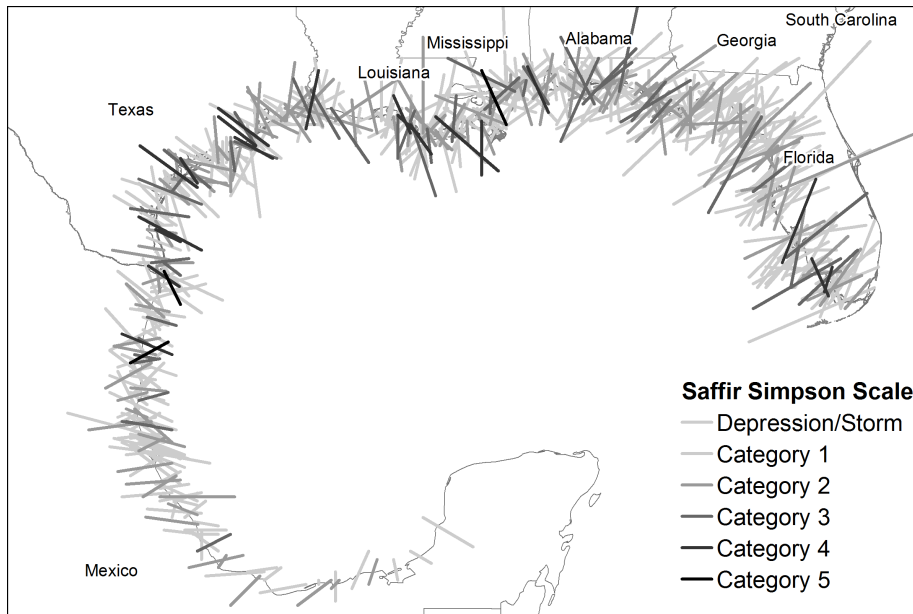 South Carolina
Mississippi
Alabama
Georgia
Louisiana
Texas
Florida
Saffir Simpson Scale
Depression/Storm
Category 1
Category 2
Category 3
Category 4
Category 5
Mexico